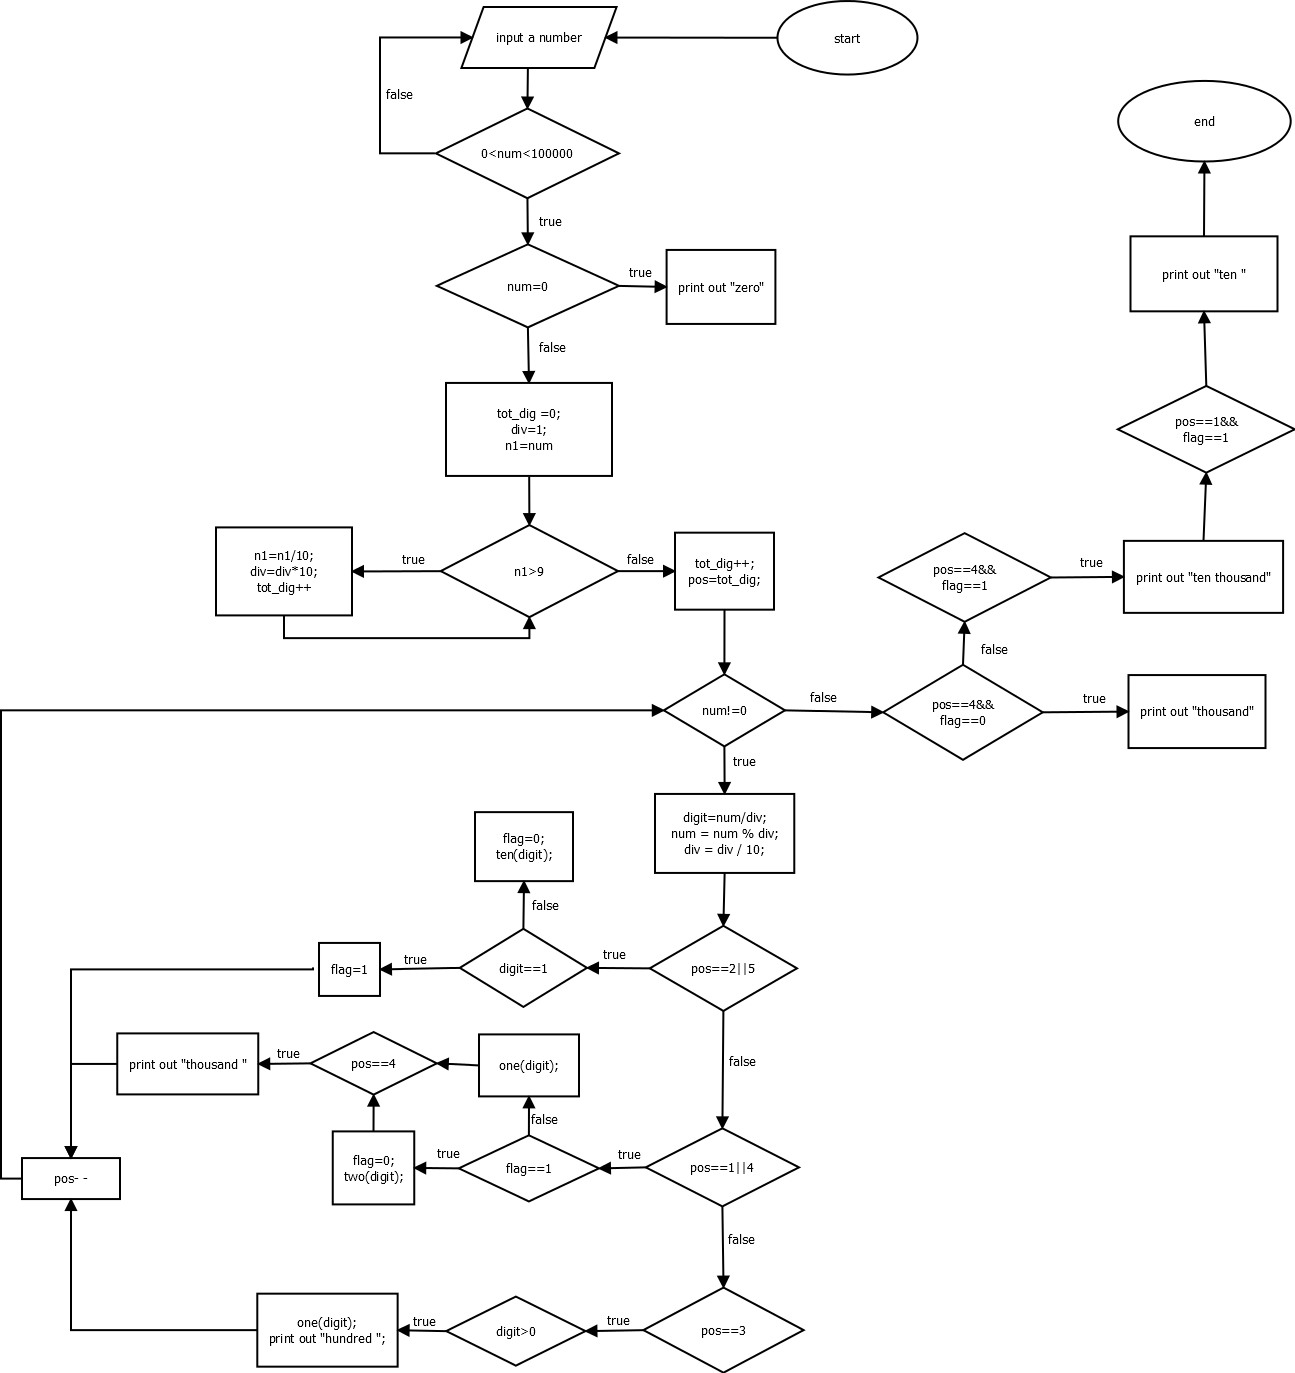 start
input a number
false
0<num<100000
true
num=0
true
print out "zero"
false
tot_dig =0;
div=1;
n1=num
n1>9
true
n1=n1/10;
div=div*10;
tot_dig++
false
tot_dig++;
pos=tot_dig;
num!=0
false
pos==4&&
flag==0
true
print out "thousand"
false
pos==4&&
flag==1
true
print out "ten thousand"
pos==1&&
flag==1
print out "ten "
end
true
digit=num/div;
num = num % div;
div = div / 10;
pos==2||5
true
digit==1
false
flag=0;
ten(digit);
true
flag=1
false
pos==1||4
true
flag==1
false
one(digit);
true
flag=0;
two(digit);
pos==4
true
print out "thousand "
pos- -
false
pos==3
true
digit>0
true
one(digit);
print out "hundred ";